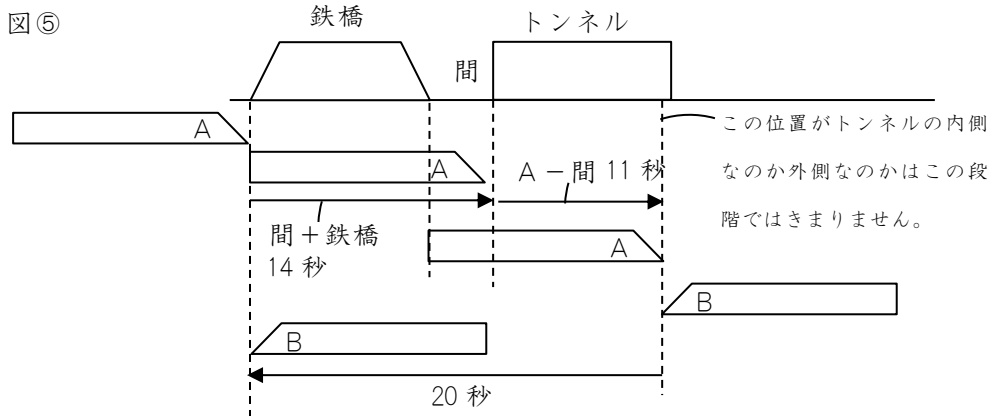 図⑤
鉄橋
トンネル
間
A
この位置がトンネルの内側
なのか外側なのかはこの段
階ではきまりません。
A
A－間 11 秒
間＋鉄橋
14 秒
A
B
B
20 秒